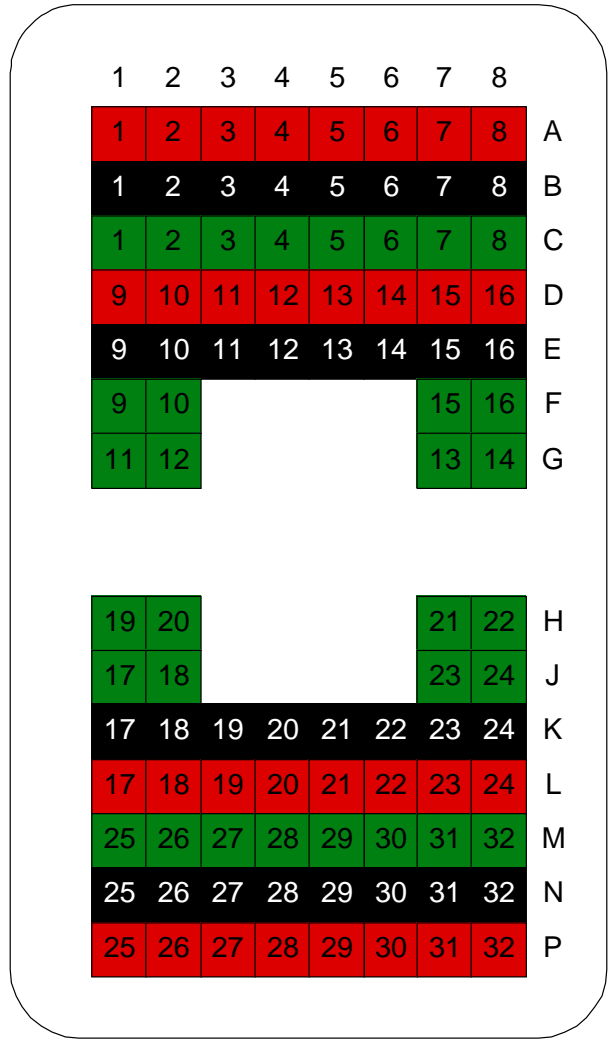 1 2 3 4 5 6 7 8
1 2 3 4 5 6 7 8 A
1 2 3 4 5 6 7 8 B
1 2 3 4 5 6 7 8 C
9 10 11 12 13 14 15 16 D
9 10 11 12 13 14 15 16 E
9 10 15 16 F
11 12 13 14 G
19 20 21 22 H
17 18 23 24 J
17 18 19 20 21 22 23 24 K
17 18 19 20 21 22 23 24 L
25 26 27 28 29 30 31 32 M
25 26 27 28 29 30 31 32 N
25 26 27 28 29 30 31 32 P